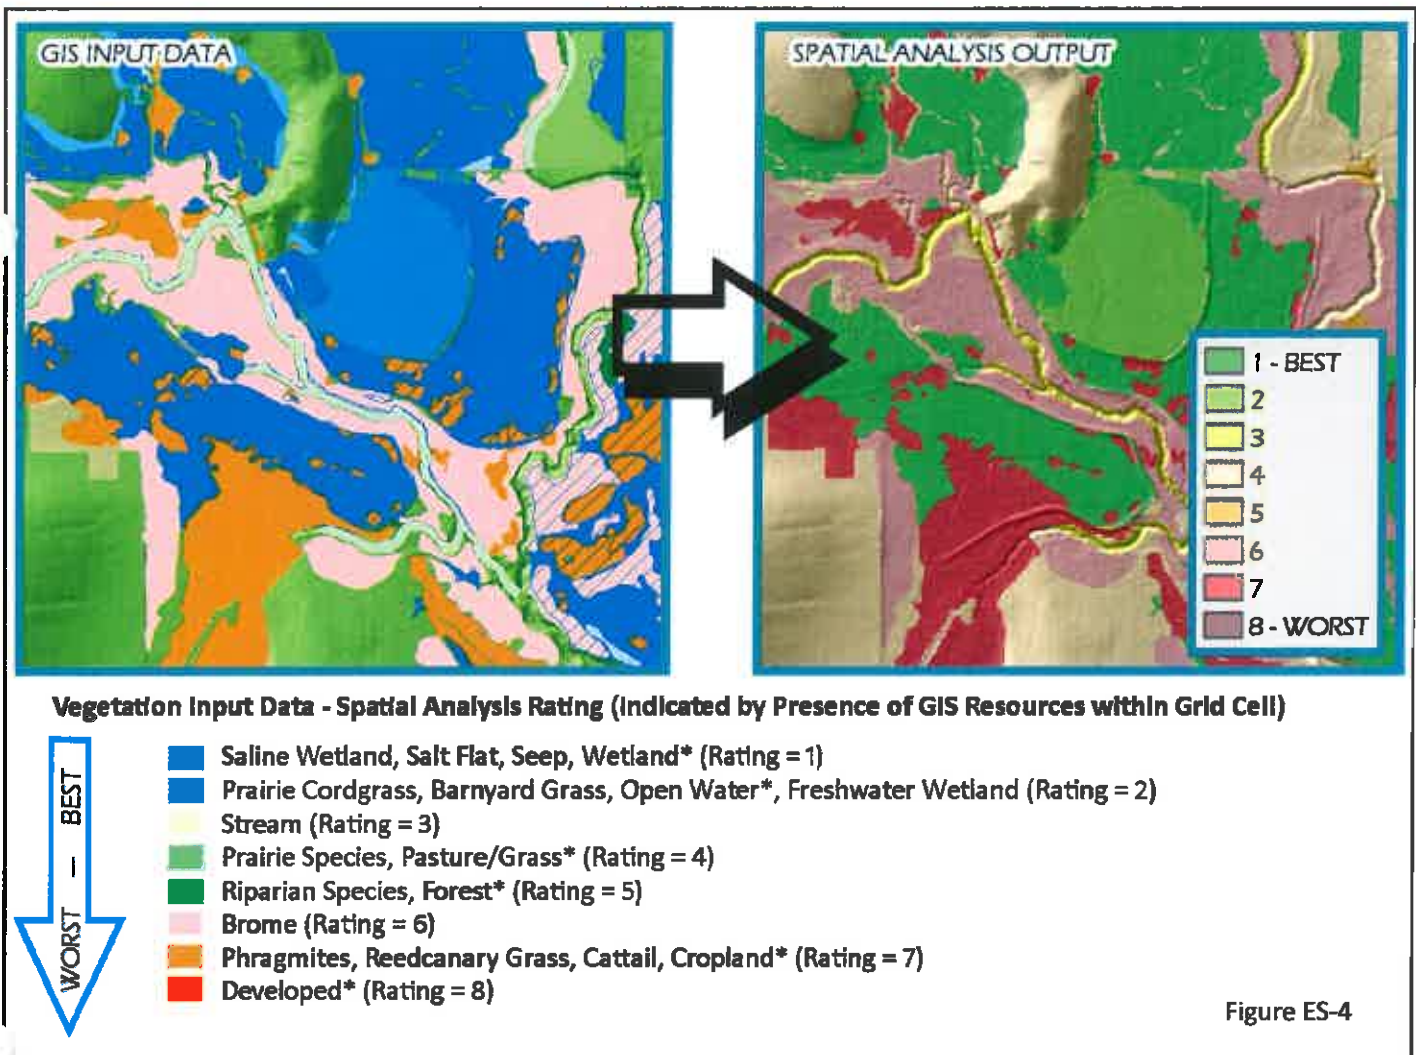 GIS INPUT DATA
SPATIAL ANALYSIS OUTPUT
1 - BEST
2
3
4
5
6
7
8 - WORST
Vegetation Input Data - Spatial Analysis Rating (Indicated by Presence of GIS Resources within Grid Cell)
WORST — BEST
Saline Wetland, Salt Flat, Seep, Wetland* (Rating = 1)
Prairie Cordgrass, Barnyard Grass, Open Water*, Freshwater Wetland (Rating = 2)
Stream (Rating = 3)
Prairie Species, Pasture/Grass* (Rating = 4)
Riparian Species, Forest* (Rating = 5)
Brome (Rating = 6)
Phragmites, Reedcanary Grass, Cattail, Cropland* (Rating = 7)
Developed* (Rating = 8)
Figure ES-4